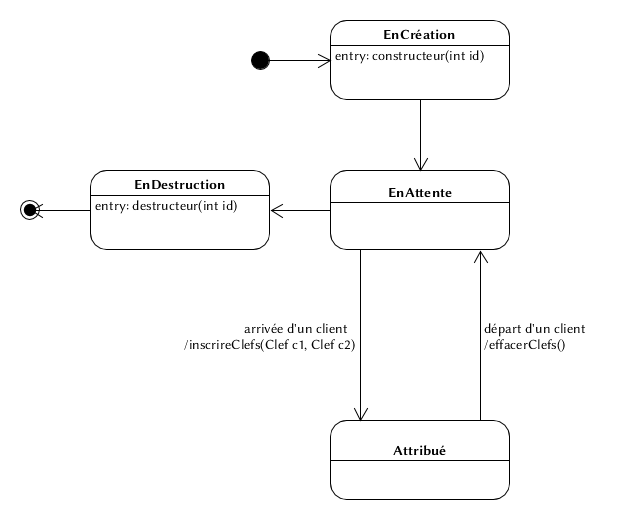 EnCréation
entry: constructeur(int id)
EnDestruction
entry: destructeur(int id)
EnAttente
arrivée d'un client
/inscrireClefs(Clef c1, Clef c2)
départ d'un client
/effacerClefs()
Attribué